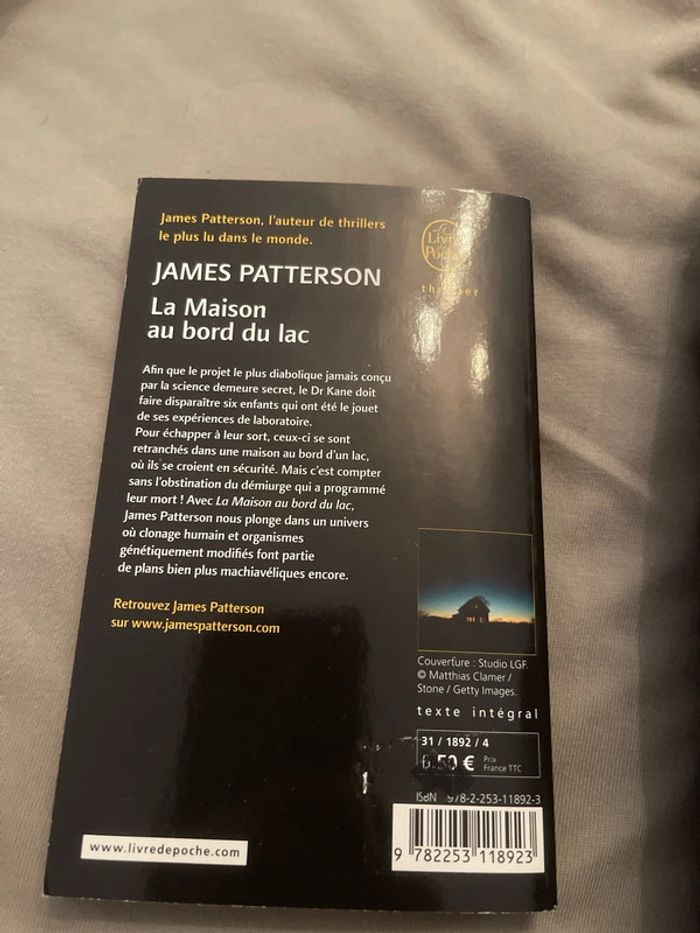 James Patterson, l'auteur de thrillers
le plus lu dans le monde.
JAMES PATTERSON
La Maison
au bord du lac
Afin que le projet le plus diabolique jamais conçu
par la science demeure secret, le Dr Kane doit
faire disparaître six enfants qui ont été le jouet
de ses expériences de laboratoire.
Pour échapper à leur sort, ceux-ci se sont
retranchés dans une maison au bord d'un lac,
où ils se croient en sécurité. Mais c'est compter
sans l'obstination du démiurge qui a programmé
leur mort ! Avec La Maison au bord du lac,
James Patterson nous plonge dans un univers
où clonage humain et organismes
génétiquement modifiés font partie
de plans bien plus machiavéliques encore.
Retrouvez James Patterson
sur www.jamespatterson.com
Le
Livre
de
Poche
thriller
Couverture : Studio LGF.
© Matthias Clamer /
Stone / Getty Images.
texte intégral
31 / 1892 / 4
€ Prix
France TTC
ISBN 978-2-253-11892-3
9 782253 118923
www.livredepoche.com